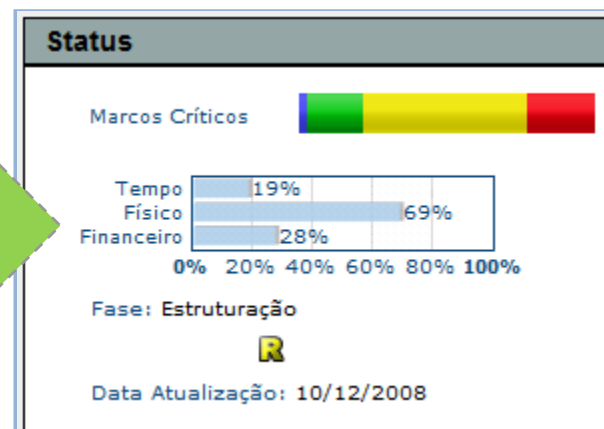 Status
Marcos Críticos
Tempo 19%
Físico 69%
Financeiro 28%
0% 20% 40% 60% 80% 100%
Fase: Estruturação
R
Data Atualização: 10/12/2008